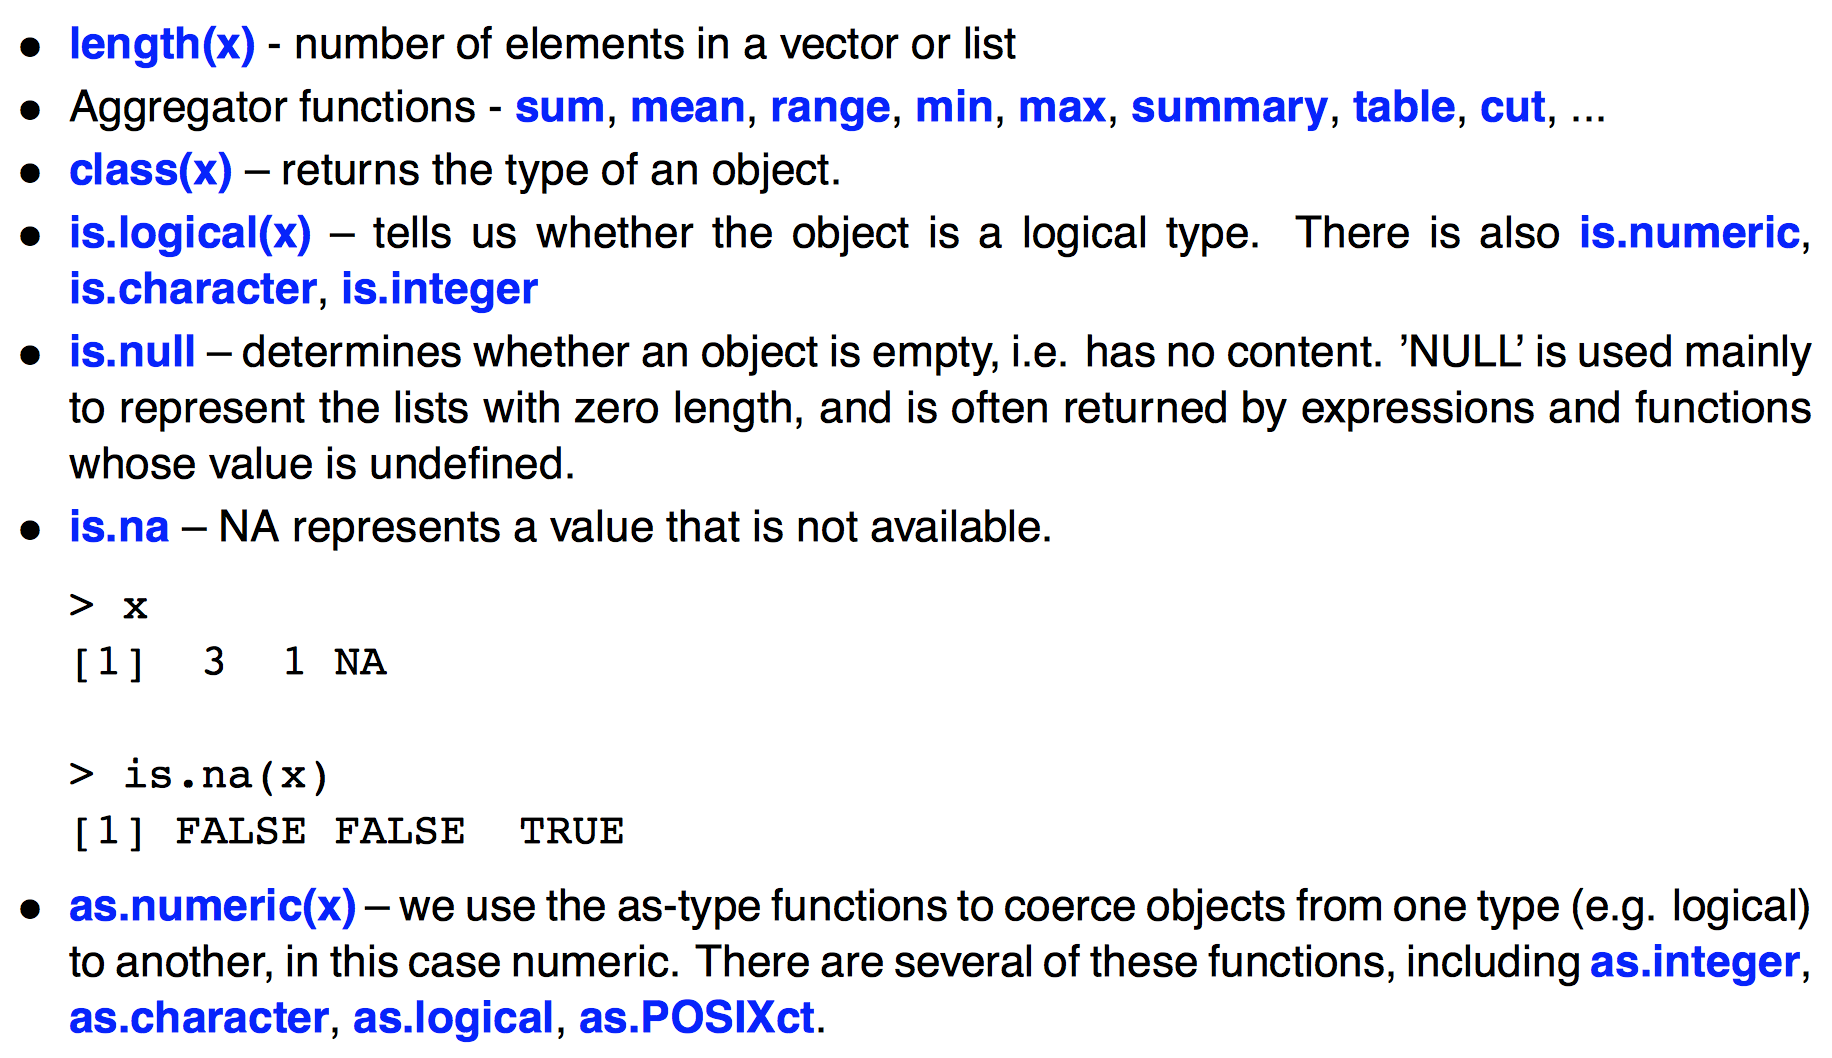 ● length(x) - number of elements in a vector or list
● Aggregator functions - sum, mean, range, min, max, summary, table, cut, ...
● class(x) – returns the type of an object.
● is.logical(x) – tells us whether the object is a logical type. There is also is.numeric,
is.character, is.integer
● is.null – determines whether an object is empty, i.e. has no content. ’NULL’ is used mainly
to represent the lists with zero length, and is often returned by expressions and functions
whose value is undefined.
● is.na – NA represents a value that is not available.
> x
[1]  3  1 NA
> is.na(x)
[1] FALSE FALSE  TRUE
● as.numeric(x) – we use the as-type functions to coerce objects from one type (e.g. logical)
to another, in this case numeric. There are several of these functions, including as.integer,
as.character, as.logical, as.POSIXct.